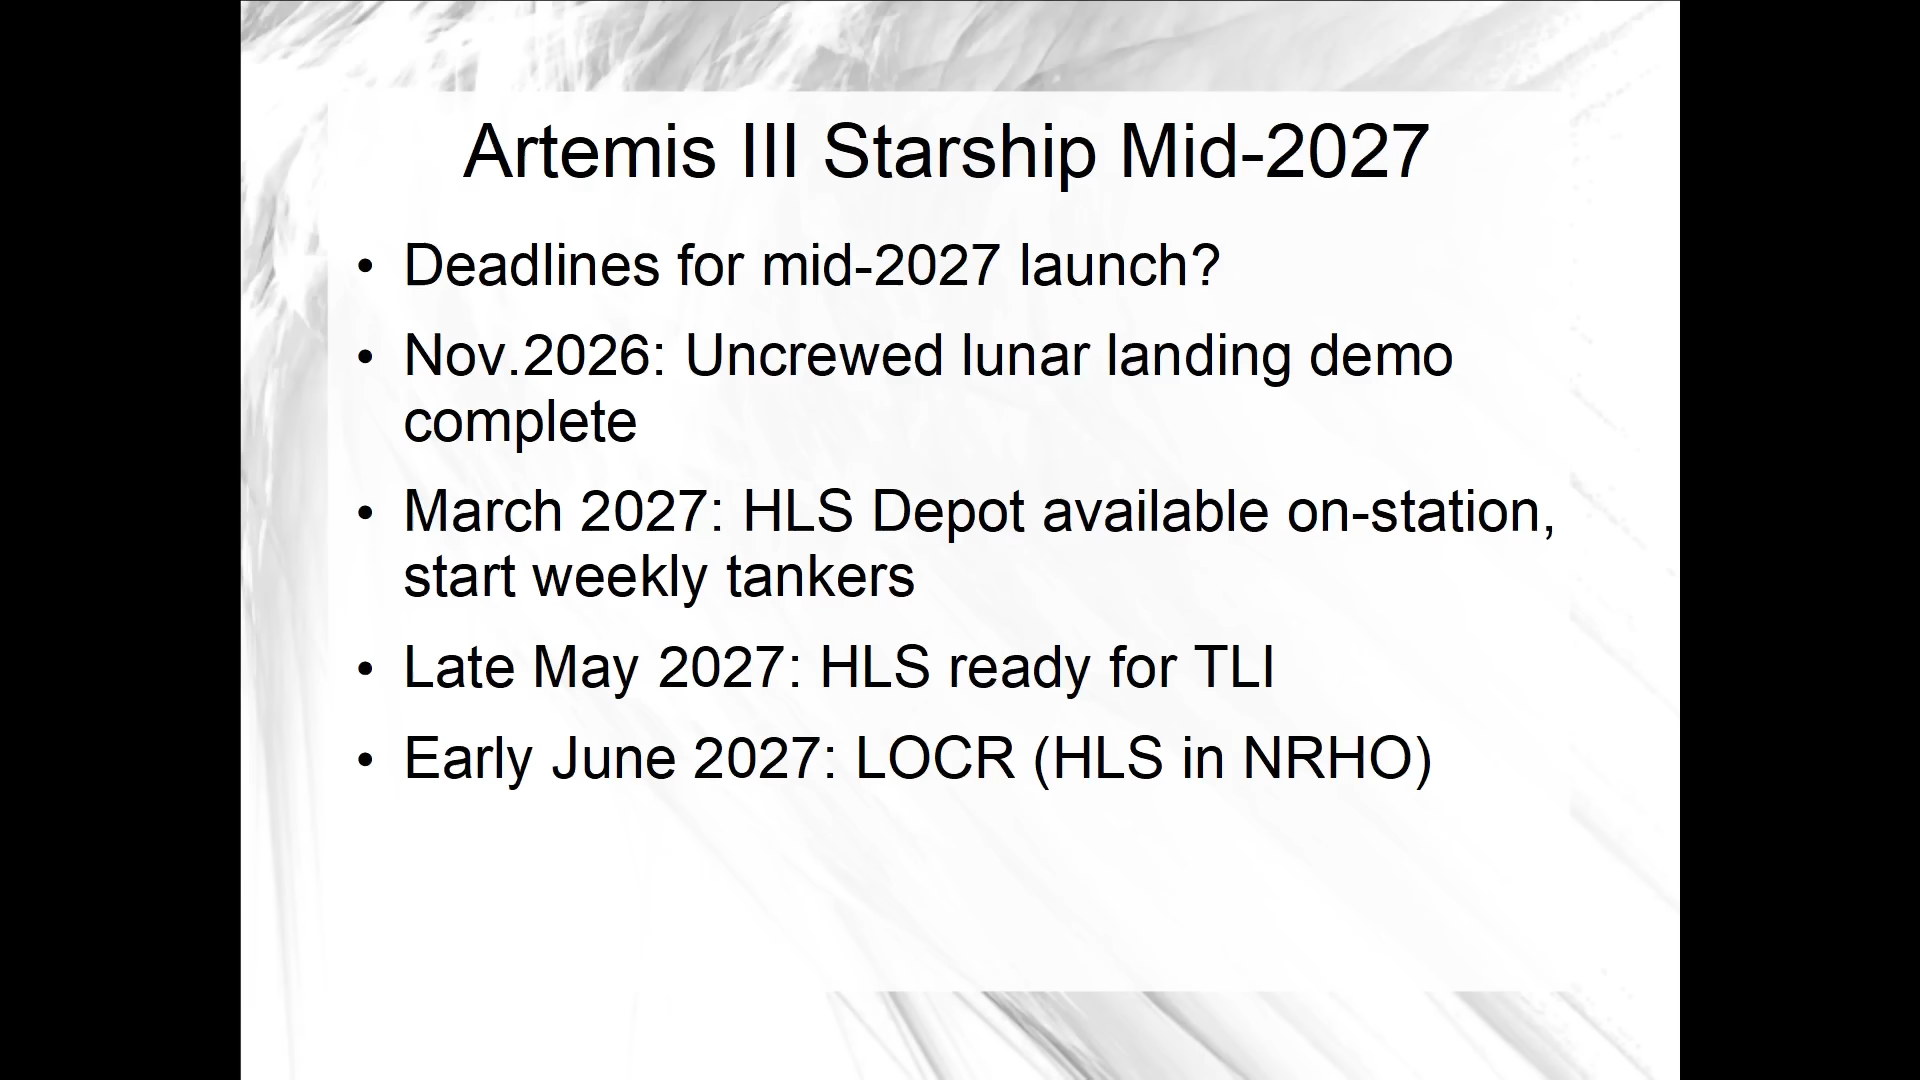 Artemis III Starship Mid-2027
• Deadlines for mid-2027 launch?
• Nov.2026: Uncrewed lunar landing demo
complete
• March 2027: HLS Depot available on-station,
start weekly tankers
• Late May 2027: HLS ready for TLI
• Early June 2027: LOCR (HLS in NRHO)